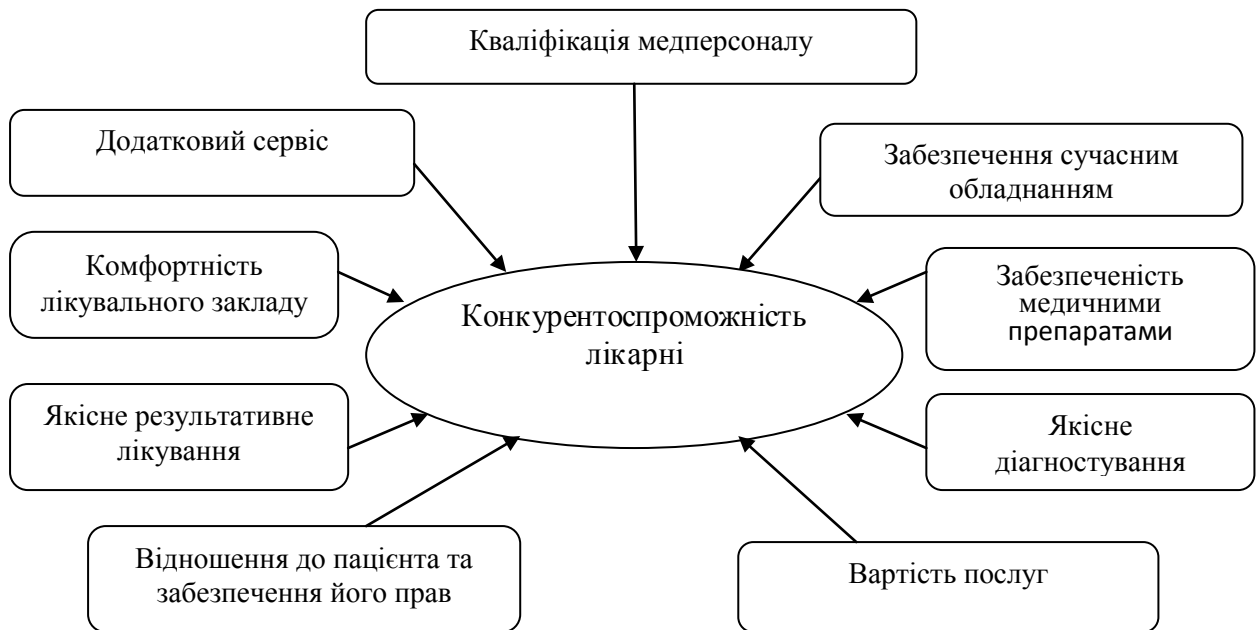 Кваліфікація медперсоналу
Додатковий сервіс
Забезпечення сучасним
обладнанням
Комфортність
лікувального закладу
Забезпеченість
медичними
препаратами
Конкурентоспроможність
лікарні
Якісне результативне
лікування
Якісне
діагностування
Відношення до пацієнта та
забезпечення його прав
Вартість послуг